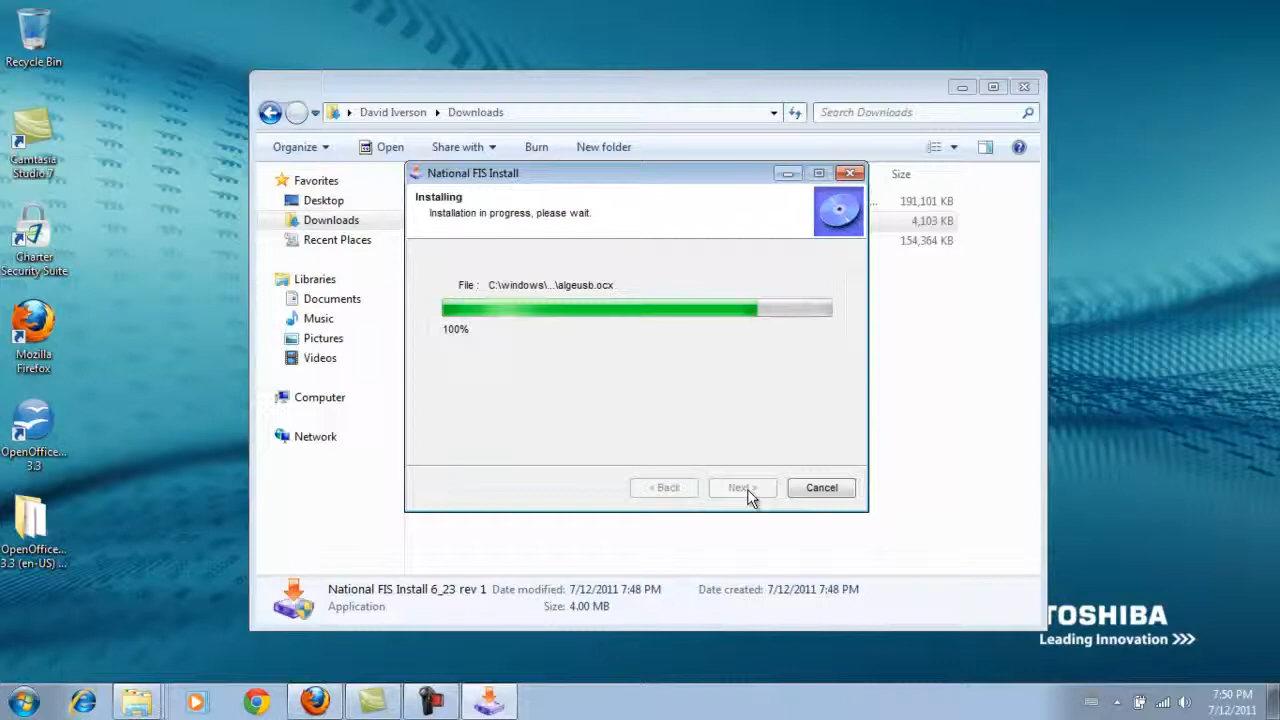 Recycle Bin
Camtasia
Studio 7
Charter
Security Suite
Mozilla
Firefox
OpenOffice...
3.3
OpenOffice...
3.3 (en-US) ...
David Iverson
Downloads
Search Downloads
Organize
Open
Share with
Burn
New folder
Favorites
Desktop
Downloads
Recent Places
Libraries
Documents
Music
Pictures
Videos
Computer
Network
Size
191,101 KB
4,103 KB
154,364 KB
National FIS Install
Installing
Installation in progress, please wait.
File : C:\windows\...\algeusb.ocx
100%
< Back
Next >
Cancel
National FIS Install 6_23 rev 1 Date modified: 7/12/2011 7:48 PM Date created: 7/12/2011 7:48 PM
Application Size: 4.00 MB
TOSHIBA
Leading Innovation >>>
7:50 PM
7/12/2011